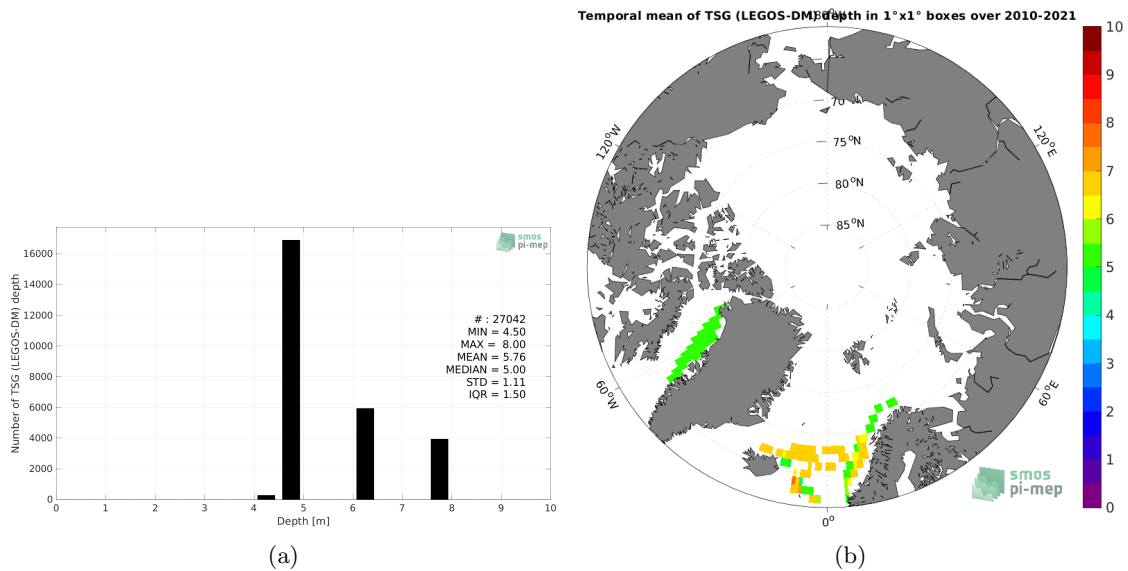 16000
14000
12000
10000
8000
6000
4000
2000
0
Number of TSG (LEGOS-DM) depth
0 1 2 3 4 5 6 7 8 9 10
Depth [m]
smos
pi-mep
# : 27042
MIN = 4.50
MAX = 8.00
MEAN = 5.76
MEDIAN = 5.00
STD = 1.11
IQR = 1.50
(a)
Temporal mean of TSG (LEGOS-DM) depth in 1°x1° boxes over 2010-2021
180°
120°W
120°E
60°W
60°E
0°
70
75°N
80°N
85°N
smos
pi-mep
10
9
8
7
6
5
4
3
2
1
0
(b)